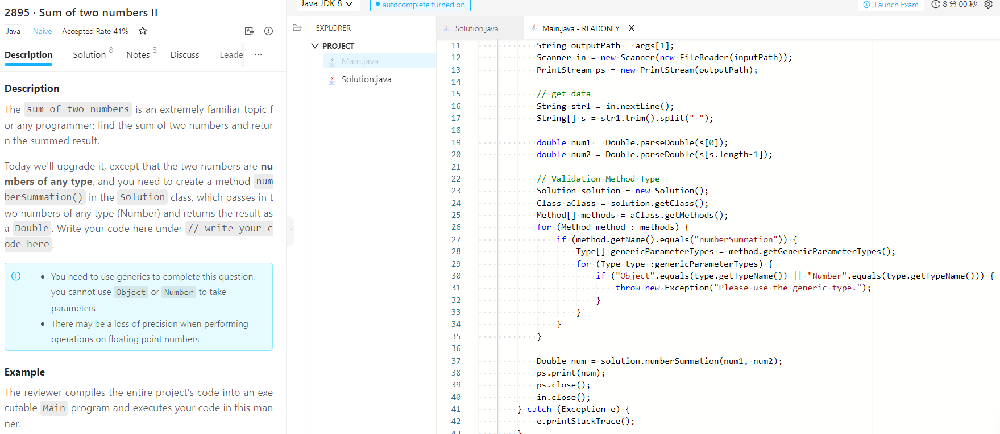 2895 · Sum of two numbers II
Java Naive Accepted Rate 41%
Description Solution 8 Notes 3 Discuss Leade ...
Description
The sum of two numbers is an extremely familiar topic f
or any programmer: find the sum of two numbers and retur
n the summed result.
Today we'll upgrade it, except that the two numbers are nu
mbers of any type, and you need to create a method num
berSummation() in the Solution class, which passes in t
wo numbers of any type (Number) and returns the result as
a Double. Write your code here under // write your c
ode here.
• You need to use generics to complete this question,
you cannot use Object or Number to take
parameters
• There may be a loss of precision when performing
operations on floating point numbers
Example
The reviewer compiles the entire project's code into an exe
cutable Main program and executes your code in this man
ner.
Java JDK 8 autocomplete turned on Launch Exam 8 分 00 秒
EXPLORER
PROJECT
Main.java
Solution.java
Solution.java Main.java - READONLY
11 String outputPath = args[1];
12 Scanner in = new Scanner(new FileReader(inputPath));
13 PrintStream ps = new PrintStream(outputPath);
14
15 // get data
16 String str1 = in.nextLine();
17 String[] s = str1.trim().split(" ");
18
19 double num1 = Double.parseDouble(s[0]);
20 double num2 = Double.parseDouble(s[s.length-1]);
21
22 // Validation Method Type
23 Solution solution = new Solution();
24 Class aClass = solution.getClass();
25 Method[] methods = aClass.getMethods();
26 for (Method method : methods) {
27 if (method.getName().equals("numberSummation")) {
28 Type[] genericParameterTypes = method.getGenericParameterTypes();
29 for (Type type :genericParameterTypes) {
30 if ("Object".equals(type.getTypeName()) || "Number".equals(type.getTypeName())) {
31 throw new Exception("Please use the generic type.");
32 }
33 }
34 }
35 }
36
37 Double num = solution.numberSummation(num1, num2);
38 ps.print(num);
39 ps.close();
40 in.close();
41 } catch (Exception e) {
42 e.printStackTrace();
43 }